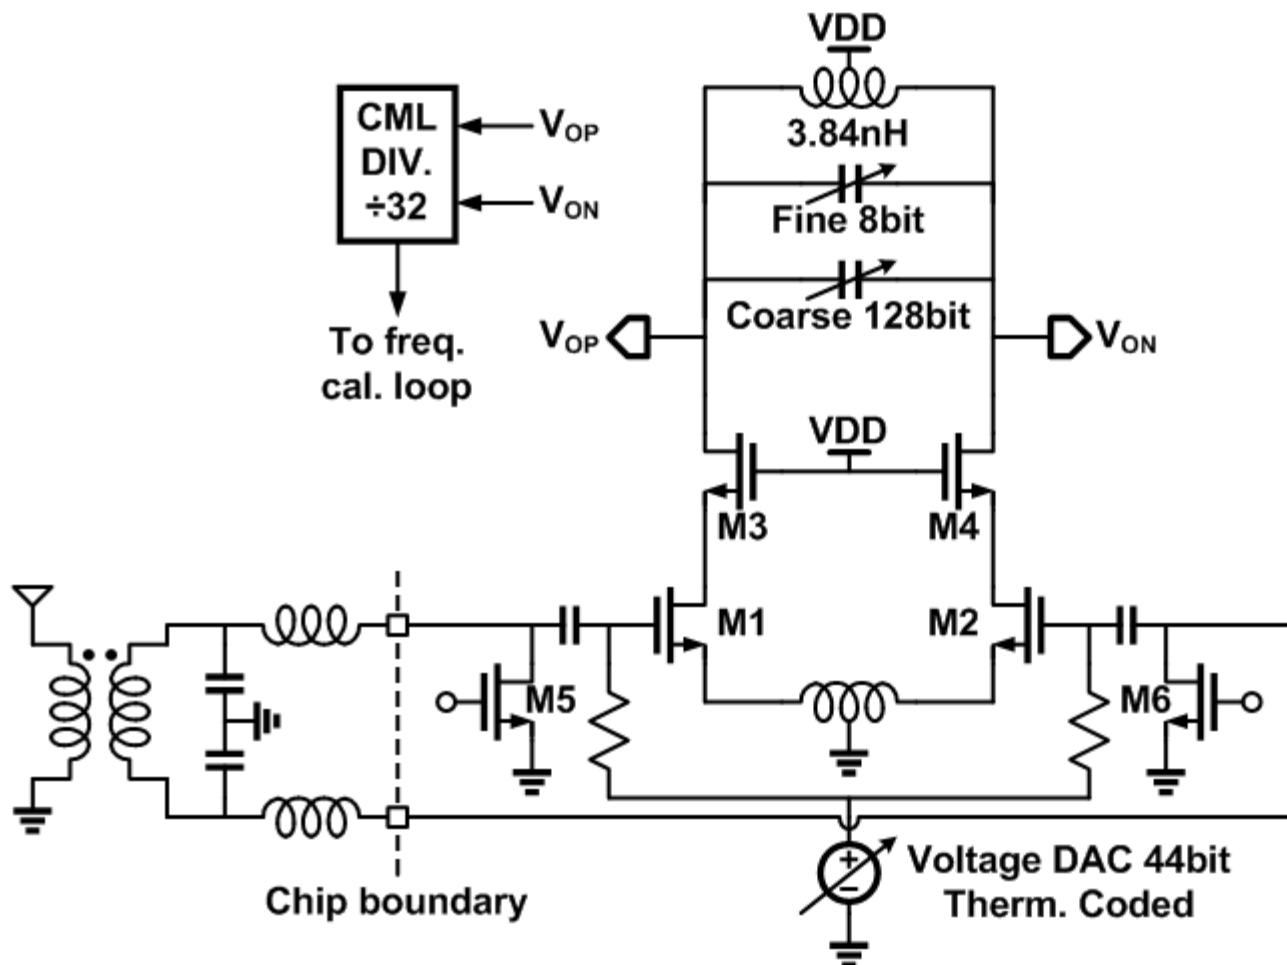 VDD
3.84nH
Fine 8bit
Coarse 128bit
CML
DIV.
÷32
VOP
VON
To freq.
cal. loop
VOP
VON
VDD
M3
M4
M1
M2
M5
M6
+
−
Chip boundary
Voltage DAC 44bit
Therm. Coded